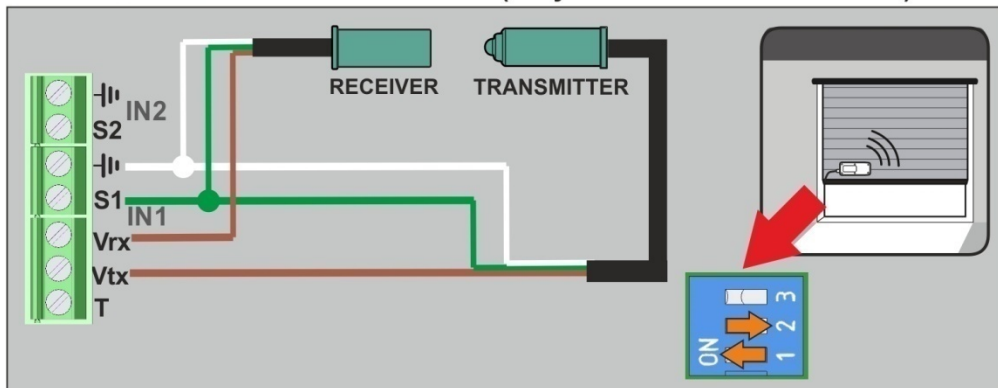 RECEIVER
TRANSMITTER
IN2
S2
S1
IN1
Vrx
Vtx
T
ON
1 2 3